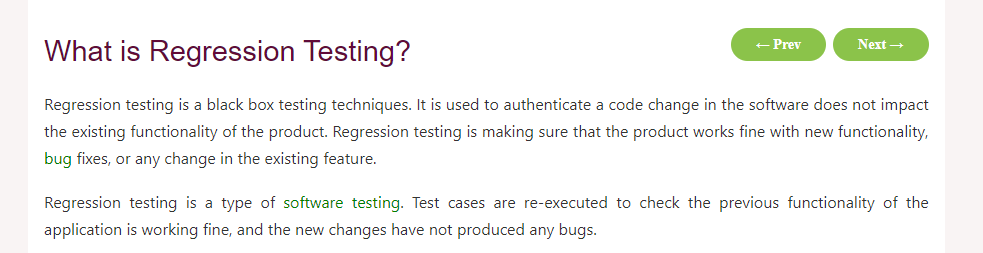 What is Regression Testing?
← Prev
Next →
Regression testing is a black box testing techniques. It is used to authenticate a code change in the software does not impact
the existing functionality of the product. Regression testing is making sure that the product works fine with new functionality,
bug fixes, or any change in the existing feature.
Regression testing is a type of software testing. Test cases are re-executed to check the previous functionality of the
application is working fine, and the new changes have not produced any bugs.